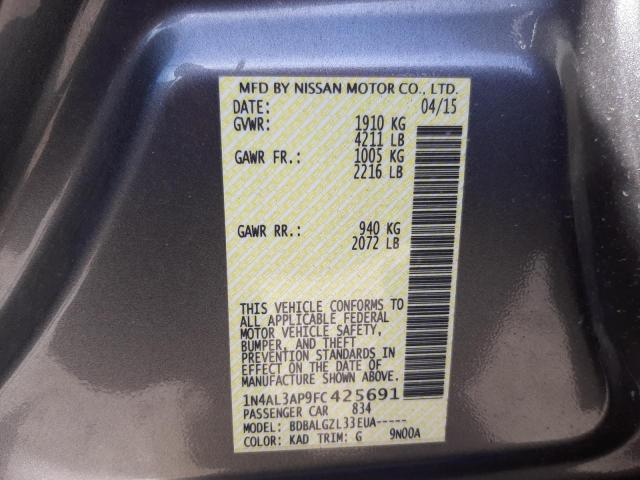 MFD BY NISSAN MOTOR CO., LTD.
DATE: 04/15
GVWR: 1910 KG
4211 LB
GAWR FR.: 1005 KG
2216 LB
GAWR RR.: 940 KG
2072 LB
THIS VEHICLE CONFORMS TO
ALL APPLICABLE FEDERAL
MOTOR VEHICLE SAFETY,
BUMPER, AND THEFT
PREVENTION STANDARDS IN
EFFECT ON THE DATE OF
MANUFACTURE SHOWN ABOVE.
1N4AL3AP9FC425691
PASSENGER CAR 834
MODEL: BDBALGZL33EUA-----
COLOR: KAD TRIM: G 9N00A